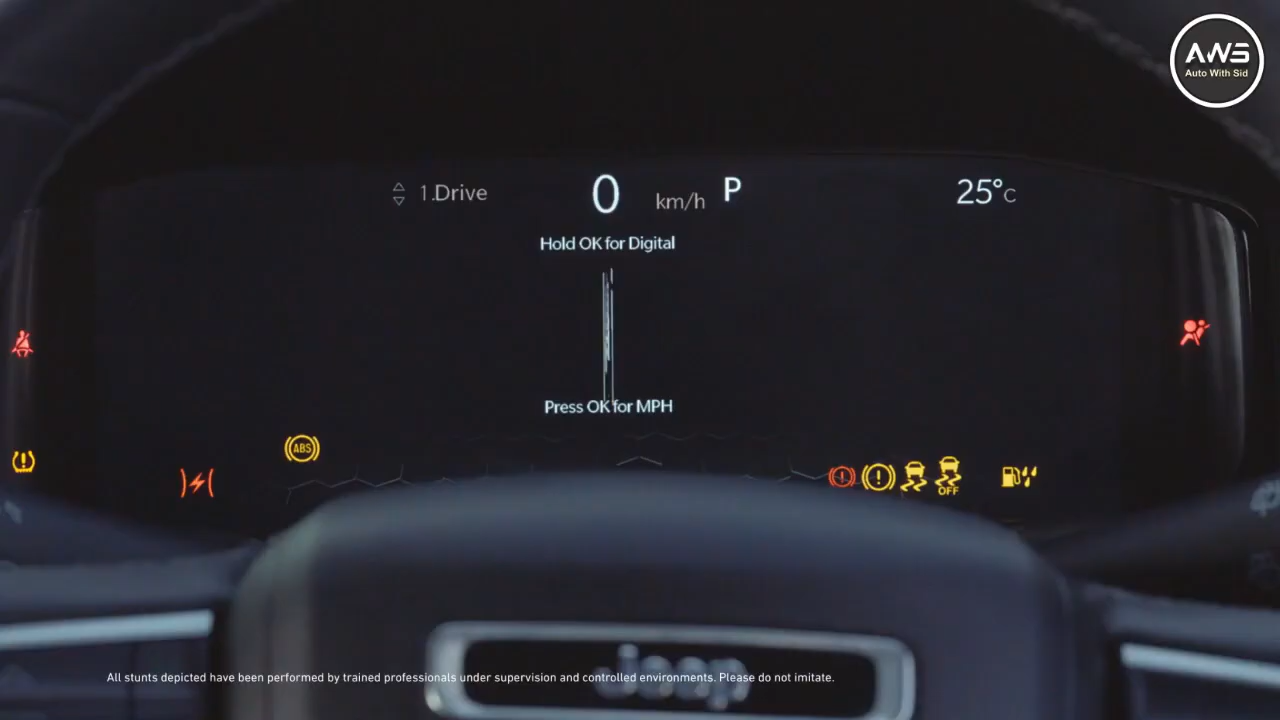 AWS
Auto With Sid
1.Drive 0 km/h P 25°C
Hold OK for Digital
Press OK for MPH
ABS
OFF
Jeep
All stunts depicted have been performed by trained professionals under supervision and controlled environments. Please do not imitate.